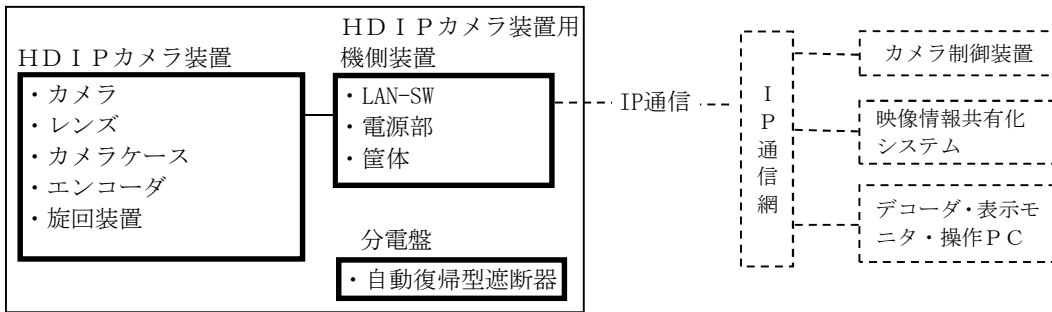 ＨＤＩＰカメラ装置
・カメラ
・レンズ
・カメラケース
・エンコーダ
・旋回装置
ＨＤＩＰカメラ装置用
機側装置
・LAN-SW
・電源部
・筐体
分電盤
・自動復帰型遮断器
IP通信
ＩＰ通信網
カメラ制御装置
映像情報共有化
システム
デコーダ・表示モ
ニタ・操作ＰＣ